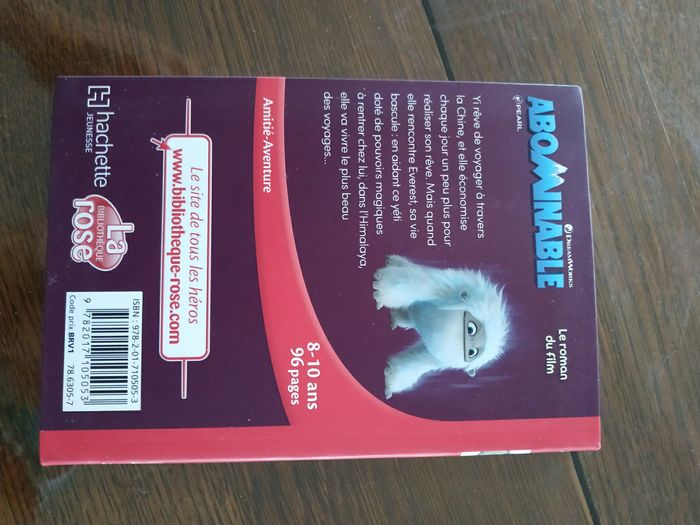 DREAMWORKS
ABOMINABLE
PEARL
Le roman
du film
Yi rêve de voyager à travers
la Chine, et elle économise
chaque jour un peu plus pour
réaliser son rêve. Mais quand
elle rencontre Everest, sa vie
bascule : en aidant ce yéti
doté de pouvoirs magiques
à rentrer chez lui, dans l'Himalaya,
elle va vivre le plus beau
des voyages...
Amitié-Aventure
8-10 ans
96 pages
Le site de tous les héros
www.bibliotheque-rose.com
hachette
JEUNESSE
La
BIBLIOTHÈQUE
rose
ISBN : 978-2-01-710505-3
9 782017 105053
Code prix BRV1
78 6305-7